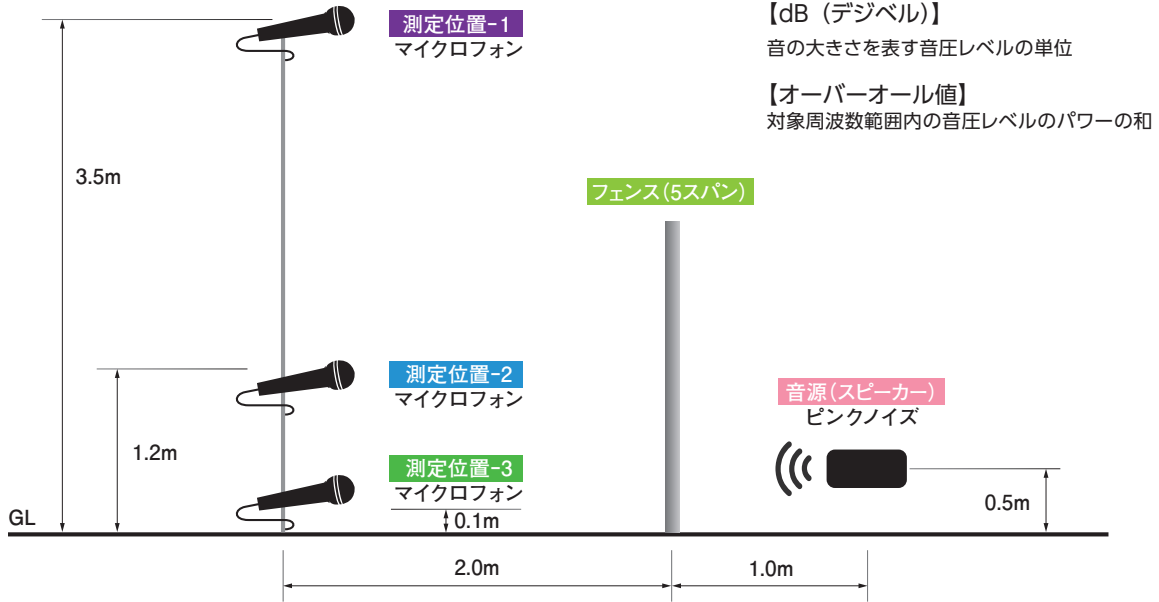 【dB（デジベル）】
音の大きさを表す音圧レベルの単位
【オーバーオール値】
対象周波数範囲内の音圧レベルのパワーの和
測定位置-1
マイクロフォン
3.5m
フェンス（5スパン）
測定位置-2
マイクロフォン
1.2m
音源（スピーカー）
ピンクノイズ
測定位置-3
マイクロフォン
0.1m
0.5m
GL
2.0m
1.0m